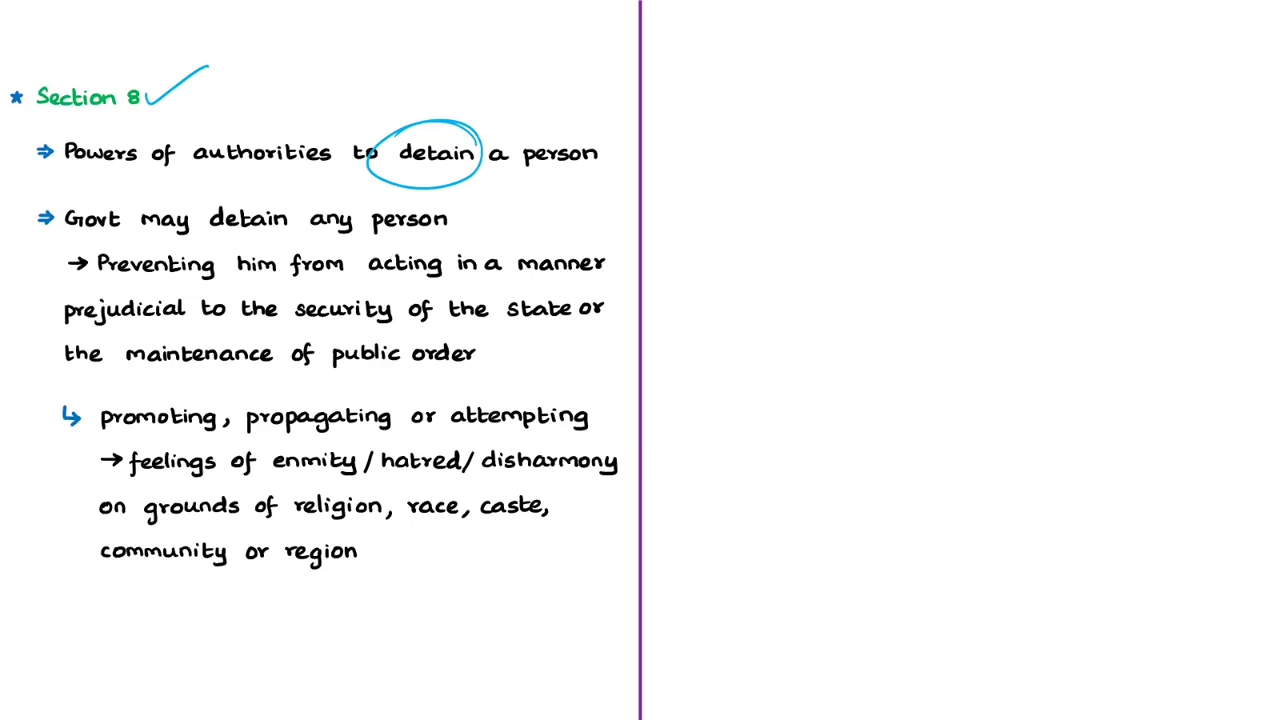 * Section 8
⇒ Powers of authorities to detain a person
⇒ Govt may detain any person
→ Preventing him from acting in a manner
prejudicial to the security of the state or
the maintenance of public order
↳ promoting, propagating or attempting
→ feelings of enmity/hatred/disharmony
on grounds of religion, race, caste,
community or region